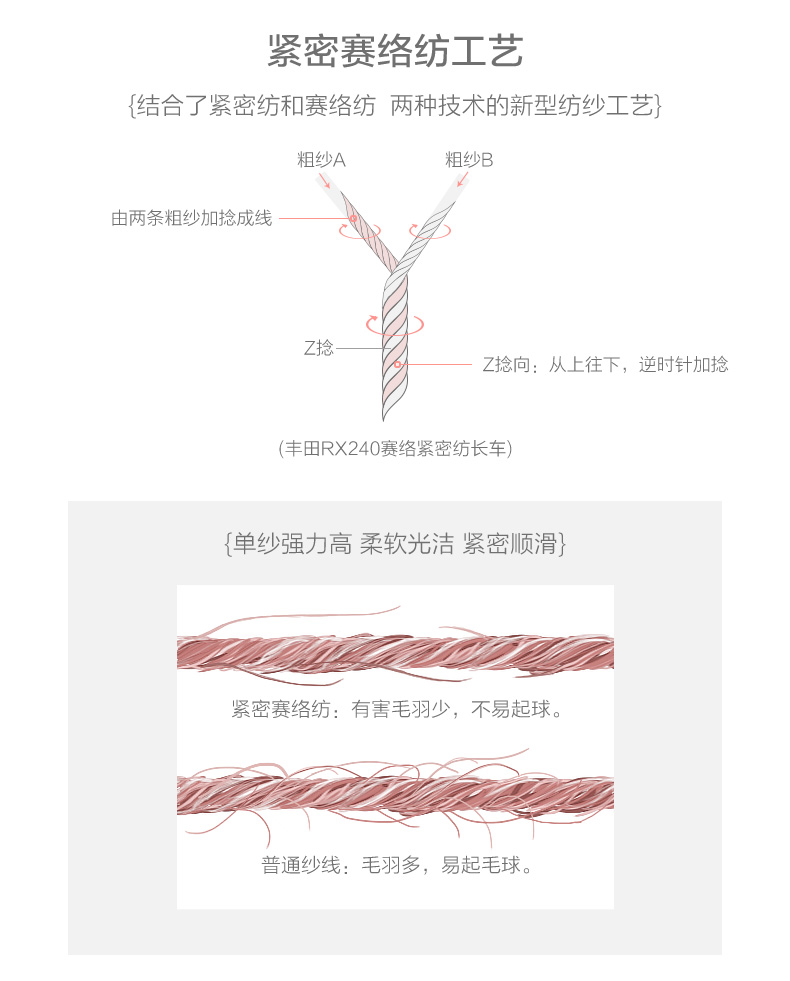 紧密赛络纺工艺
{结合了紧密纺和赛络纺 两种技术的新型纺纱工艺}
粗纱A
粗纱B
由两条粗纱加捻成线
Z捻
Z捻向：从上往下，逆时针加捻
(丰田RX240赛络紧密纺长车)
{单纱强力高 柔软光洁 紧密顺滑}
紧密赛络纺：有害毛羽少，不易起球。
普通纱线：毛羽多，易起毛球。